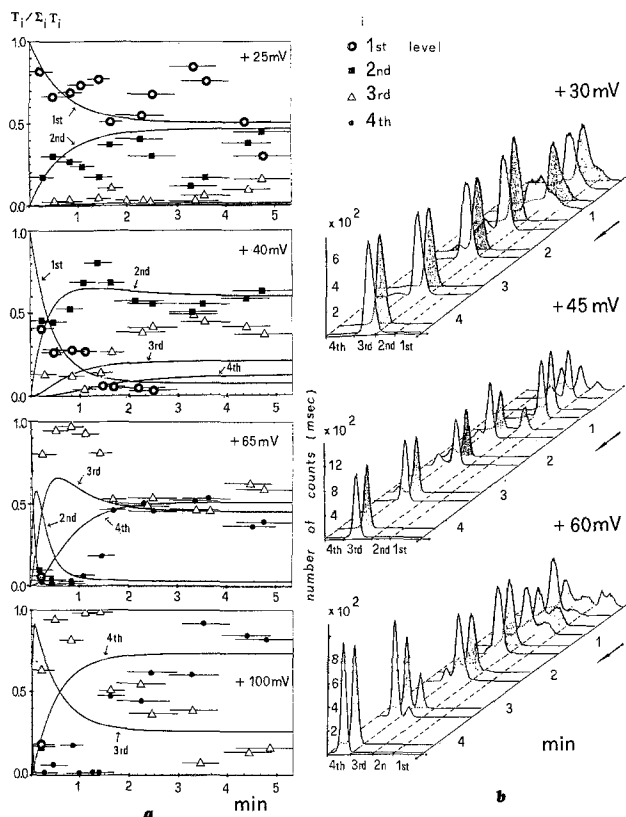 Ti/ΣiTi
1.0
0.5
0.0
+25mV
1st
2nd
1 2 3 4 5
1.0
0.5
0.0
+40mV
1st
2nd
3rd
4th
1 2 3 4 5
1.0
0.5
0.0
+65mV
2nd
3rd
4th
1 2 3 4 5
1.0
0.5
0.0
+100mV
4th
3rd
1 2 3 4 5
min
a
i
1st level
2nd
3rd
4th
+30mV
x 10²
6
4
2
4th 3rd 2nd 1st
4 3 2 1
+45mV
x 10²
12
8
4
4th 3rd 2nd 1st
4 3 2 1
+60mV
x 10²
8
6
4
2
4th 3rd 2n 1st
4 3 2 1
number of counts (msec)
min
b